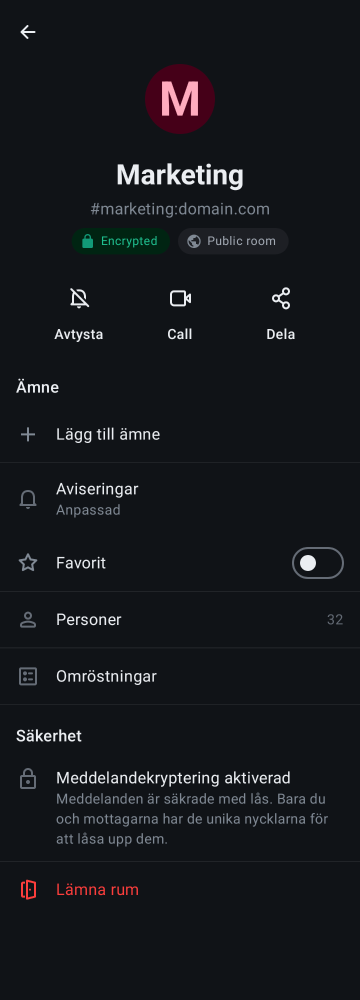 M
Marketing
#marketing:domain.com
Encrypted Public room
Avtysta Call Dela
Ämne
Lägg till ämne
Aviseringar
Anpassad
Favorit
Personer 32
Omröstningar
Säkerhet
Meddelandekryptering aktiverad
Meddelanden är säkrade med lås. Bara du
och mottagarna har de unika nycklarna för
att låsa upp dem.
Lämna rum